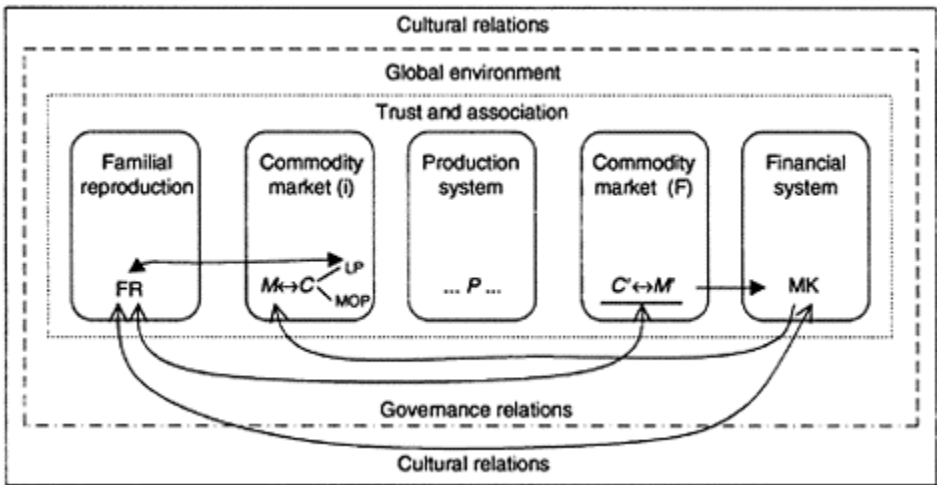 Cultural relations
Global environment
Trust and association
Familial
reproduction
FR
Commodity
market (i)
M↔C
LP
MOP
Production
system
... P ...
Commodity
market (F)
C'↔M'
Financial
system
MK
Governance relations
Cultural relations